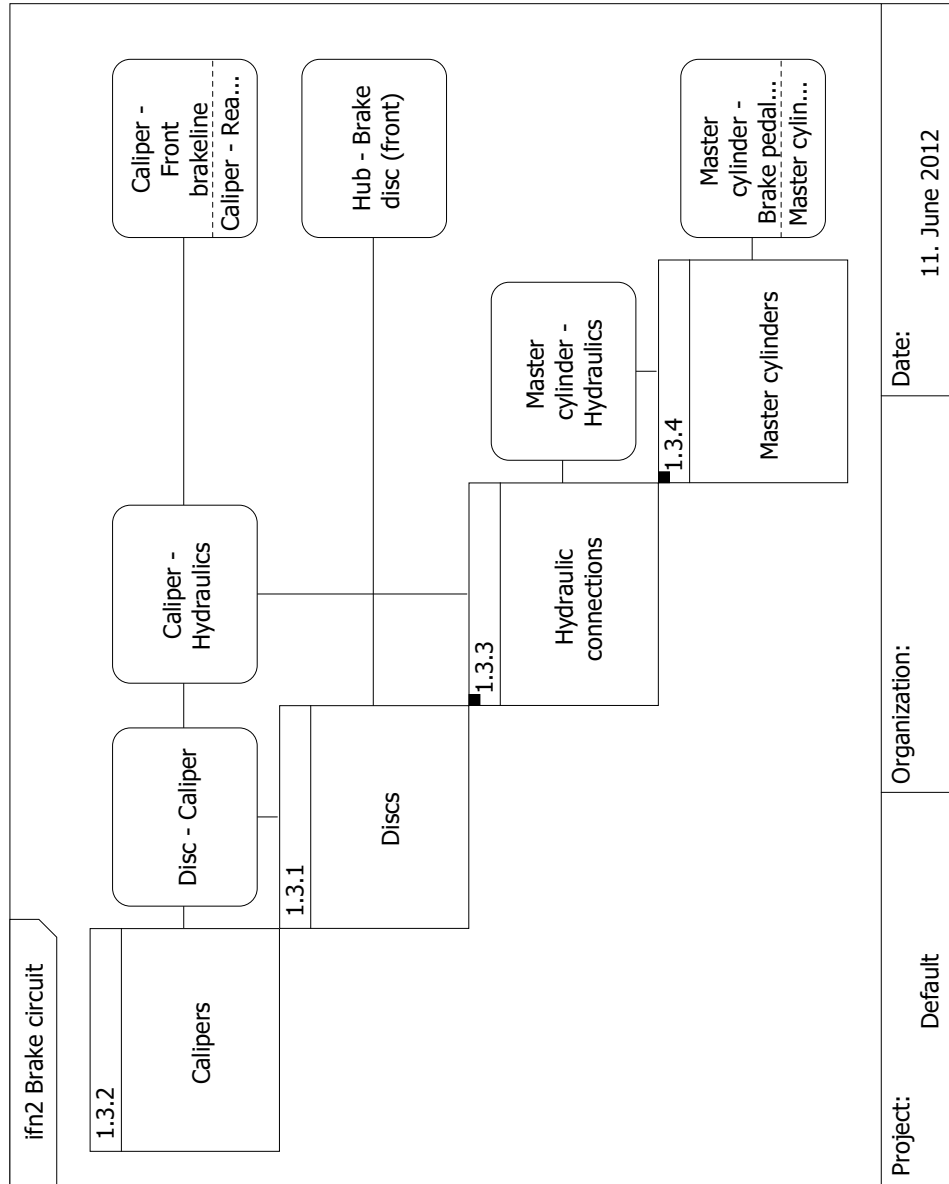 ifn2 Brake circuit
1.3.2
Calipers
Disc - Caliper
Caliper -
Hydraulics
Caliper -
Front
brakeline
Caliper - Rea...
1.3.1
Discs
Hub - Brake
disc (front)
1.3.3
Hydraulic
connections
Master
cylinder -
Hydraulics
1.3.4
Master cylinders
Master
cylinder -
Brake pedal...
Master cylin...
Project:
Default
Organization:
Date:
11. June 2012